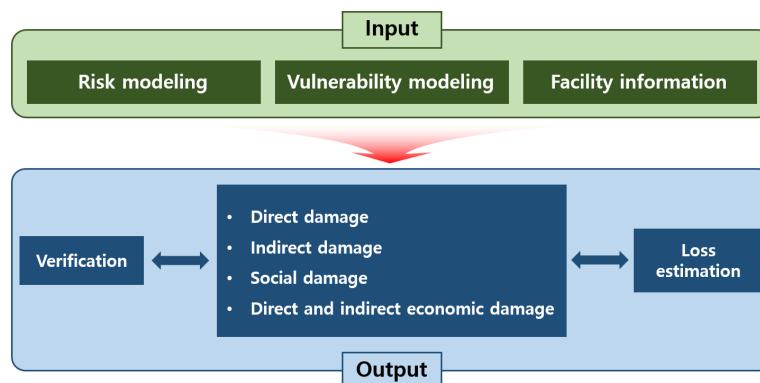 Input
Risk modeling
Vulnerability modeling
Facility information
Verification
• Direct damage
• Indirect damage
• Social damage
• Direct and indirect economic damage
Loss
estimation
Output